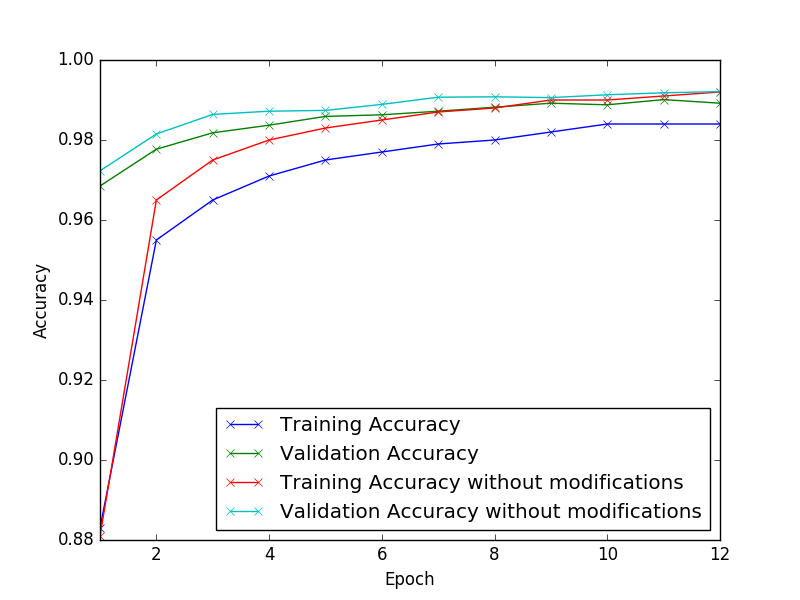 1.00
0.98
0.96
0.94
0.92
0.90
0.88
Accuracy
2
4
6
8
10
12
Epoch
Training Accuracy
Validation Accuracy
Training Accuracy without modifications
Validation Accuracy without modifications